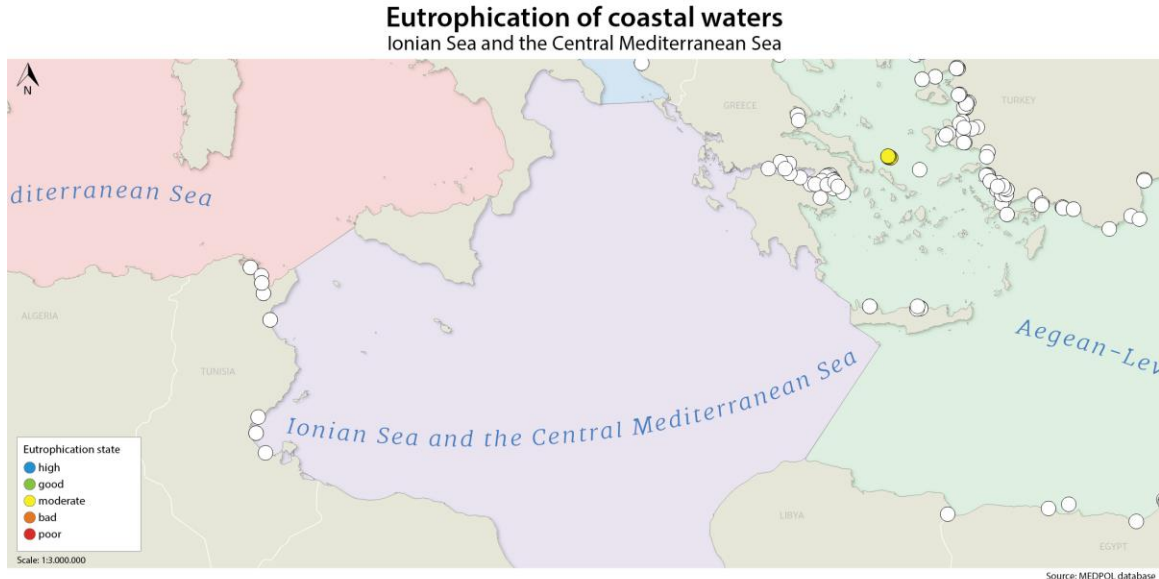 Eutrophication of coastal waters
Ionian Sea and the Central Mediterranean Sea
N
GREECE
TURKEY
diterranean Sea
ALGERIA
TUNISIA
Aegean-Lev
Ionian Sea and the Central Mediterranean Sea
LIBYA
EGYPT
Eutrophication state
high
good
moderate
bad
poor
Scale: 1:3.000.000
Source: MEDPOL database